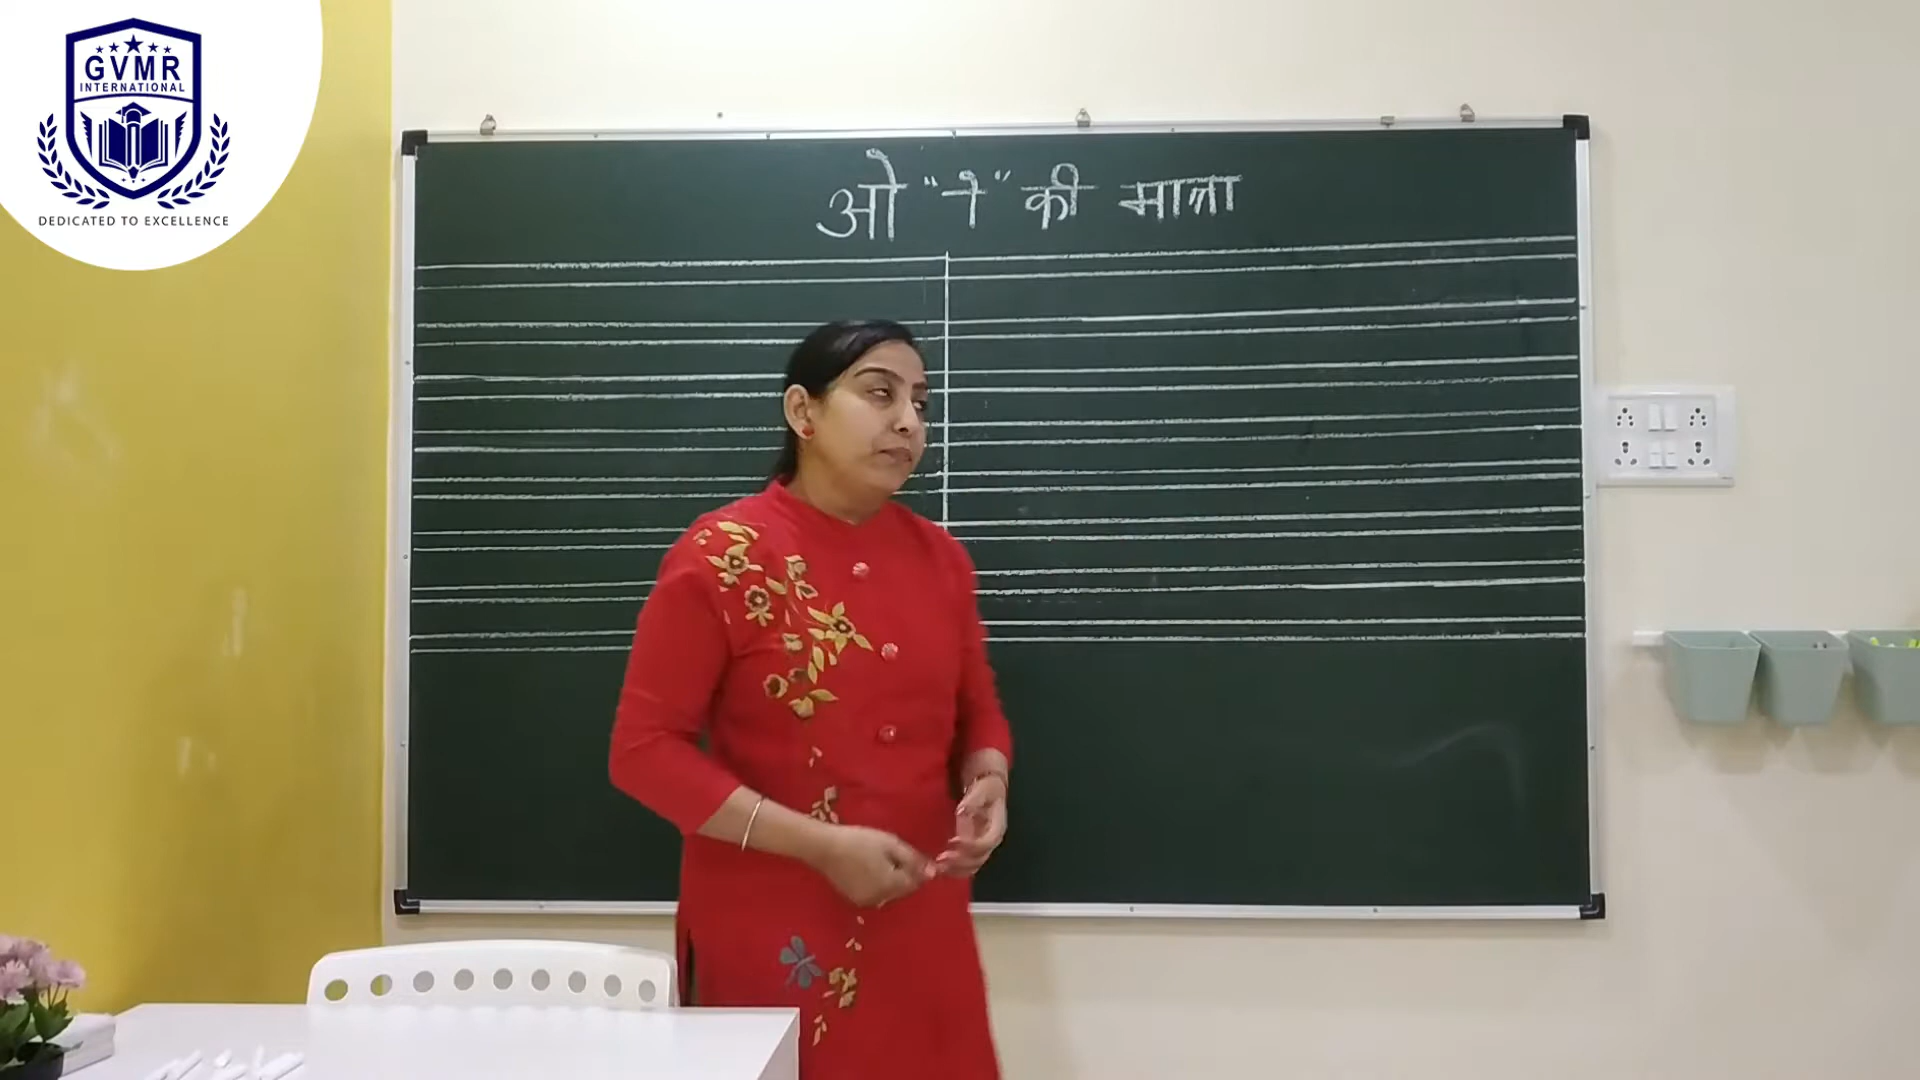 GVMR
INTERNATIONAL
DEDICATED TO EXCELLENCE
ओ "ो" की मात्रा